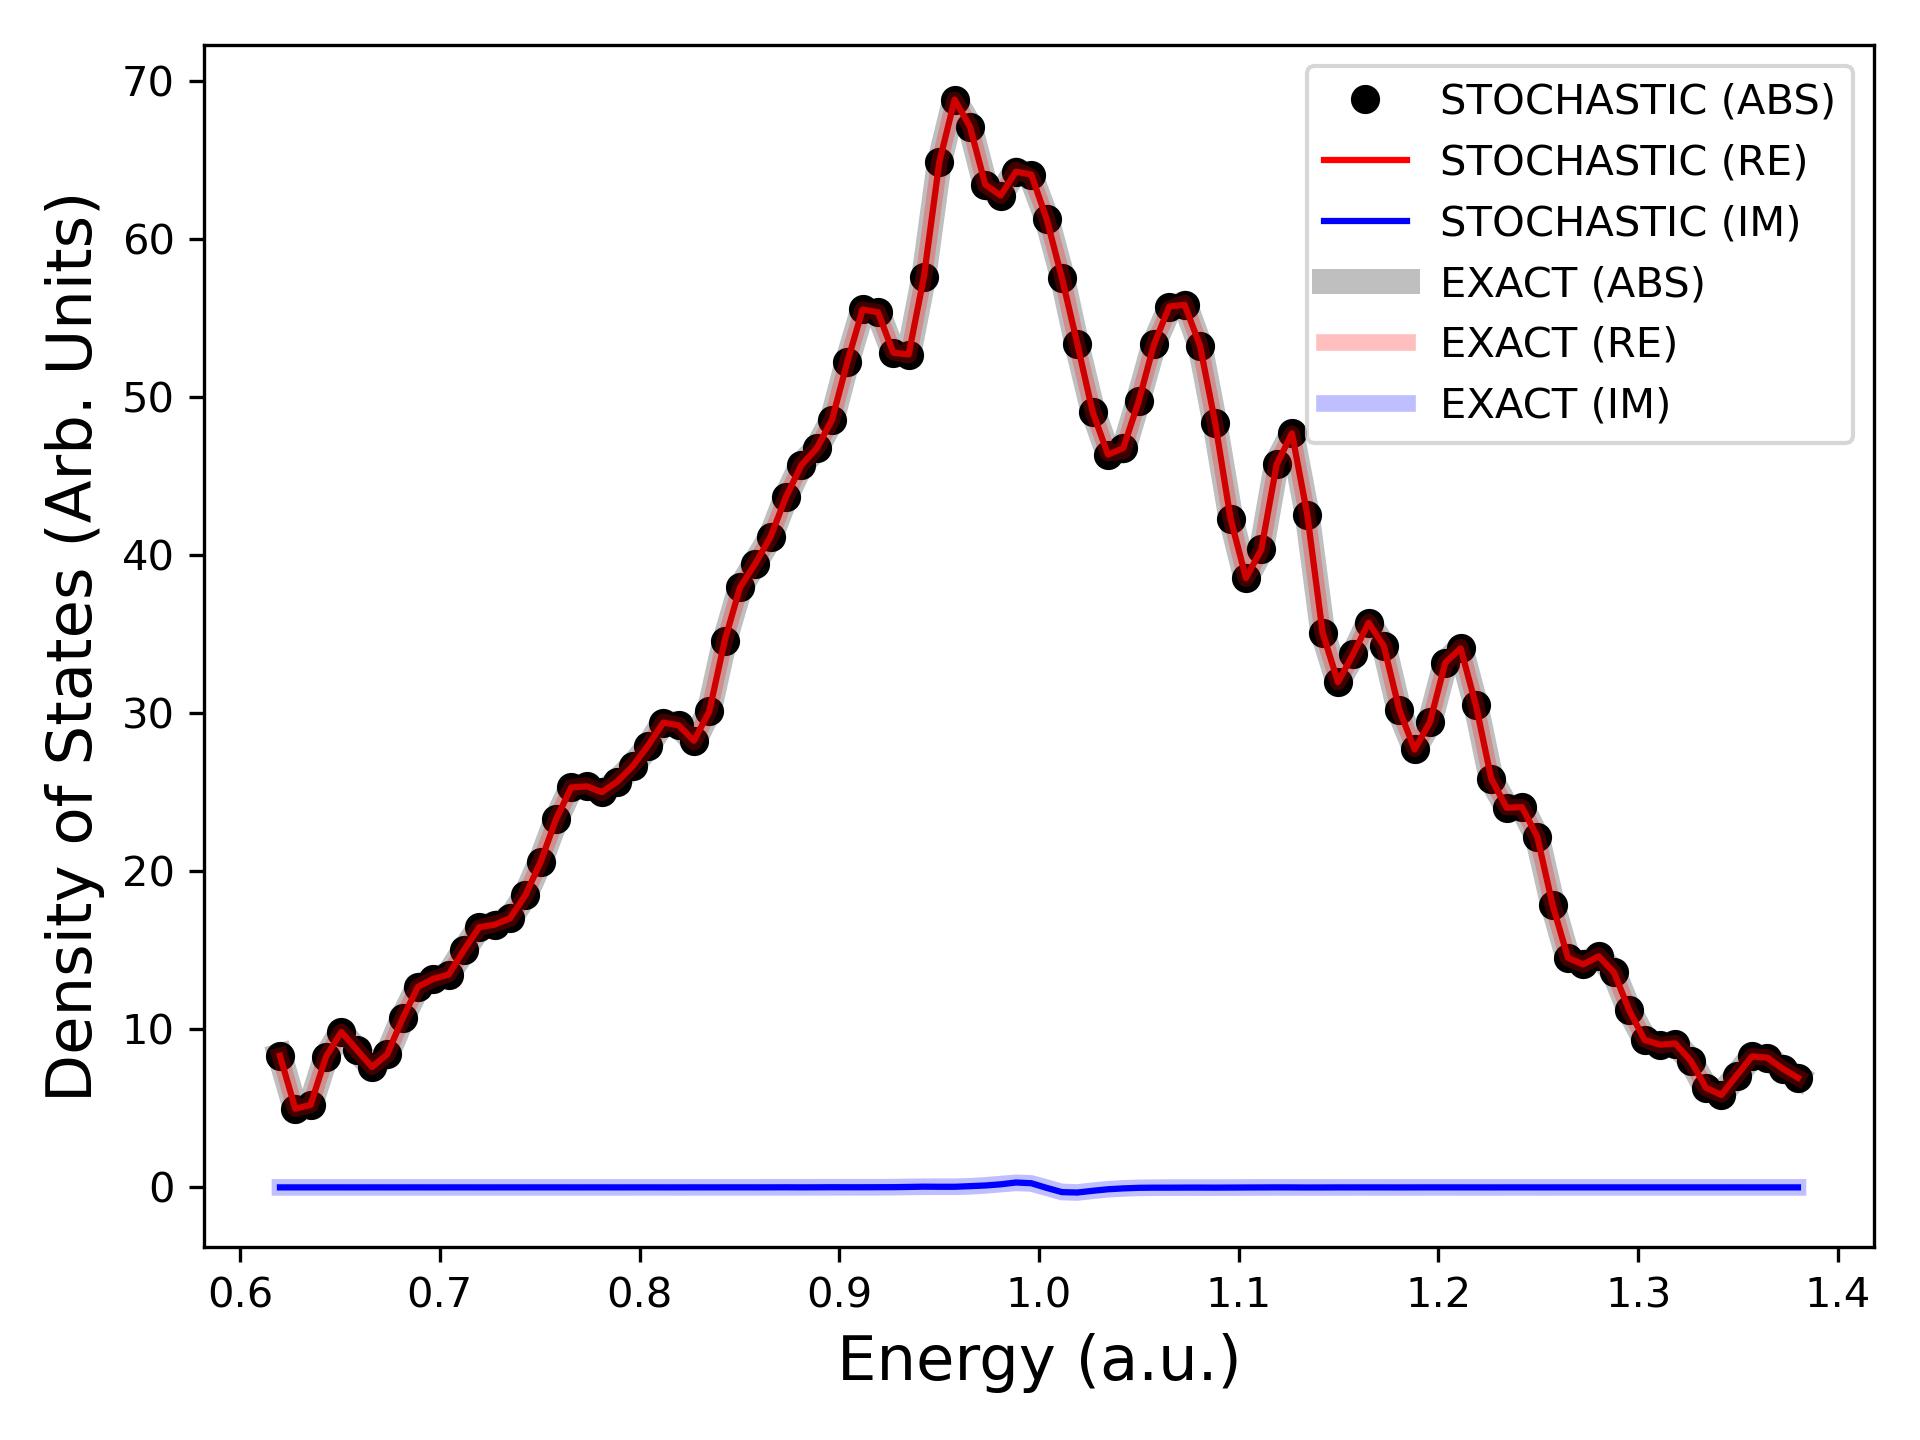 Density of States (Arb. Units)
70
60
50
40
30
20
10
0
STOCHASTIC (ABS)
STOCHASTIC (RE)
STOCHASTIC (IM)
EXACT (ABS)
EXACT (RE)
EXACT (IM)
0.6 0.7 0.8 0.9 1.0 1.1 1.2 1.3 1.4
Energy (a.u.)